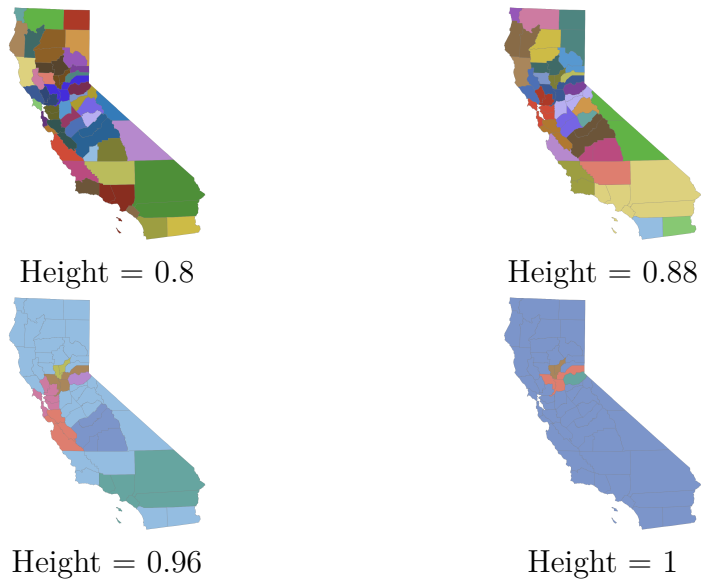 Height = 0.8
Height = 0.88
Height = 0.96
Height = 1